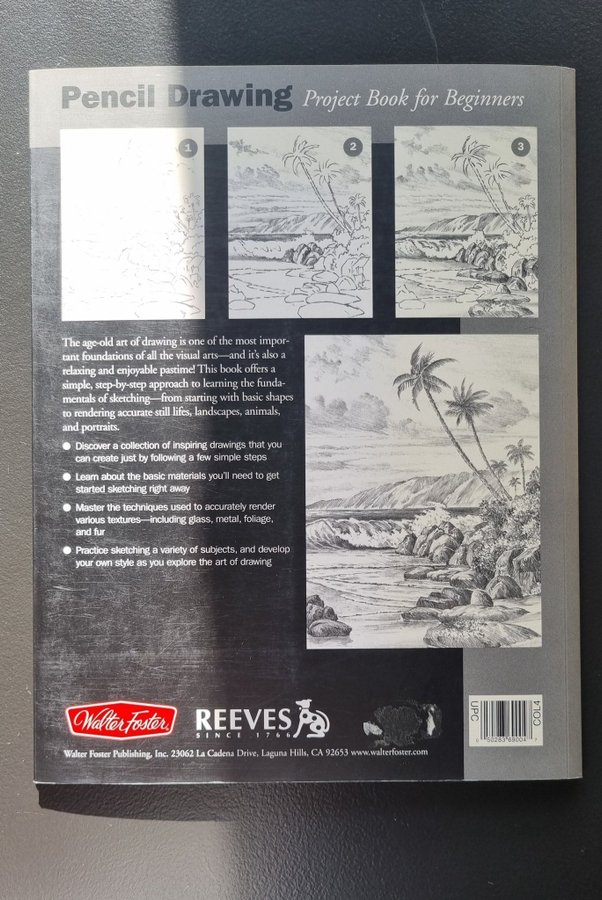 Pencil Drawing Project Book for Beginners
1
2
3
The age-old art of drawing is one of the most impor-
tant foundations of all the visual arts—and it's also a
relaxing and enjoyable pastime! This book offers a
simple, step-by-step approach to learning the funda-
mentals of sketching—from starting with basic shapes
to rendering accurate still lifes, landscapes, animals,
and portraits.
Discover a collection of inspiring drawings that you
can create just by following a few simple steps
Learn about the basic materials you'll need to get
started sketching right away
Master the techniques used to accurately render
various textures—including glass, metal, foliage,
and fur
Practice sketching a variety of subjects, and develop
your own style as you explore the art of drawing
Walter Foster
REEVES
SINCE 1766
Walter Foster Publishing, Inc. 23062 La Cadena Drive, Laguna Hills, CA 92653 www.walterfoster.com
UPC
COL4